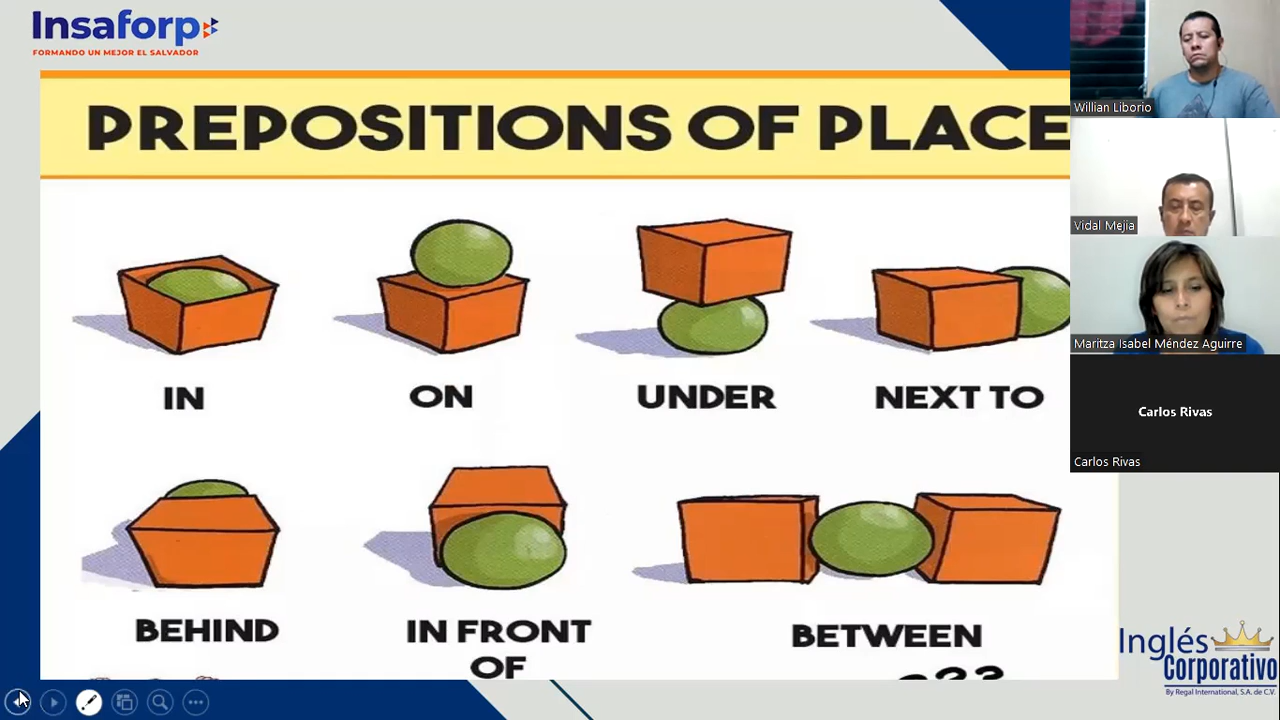 Insaforp
FORMANDO UN MEJOR EL SALVADOR
PREPOSITIONS OF PLACE
IN
ON
UNDER
NEXT TO
BEHIND
IN FRONT
OF
BETWEEN
Willian Liborio
Vidal Mejia
Maritza Isabel Méndez Aguirre
Carlos Rivas
Carlos Rivas
Inglés
Corporativo
By Regal International, S.A. de C.V.